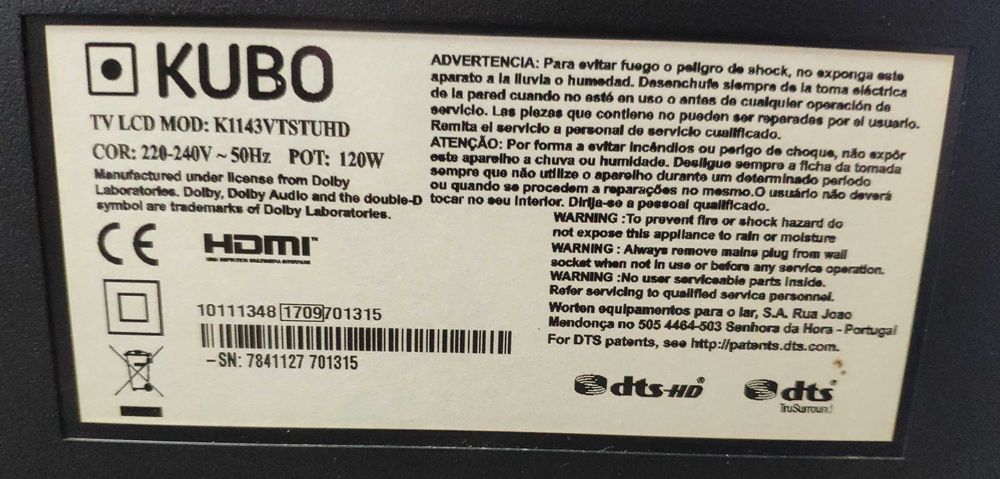 KUBO
TV LCD MOD: K1143VTSTUHD
COR: 220-240V ~ 50Hz POT: 120W
Manufactured under license from Dolby
Laboratories. Dolby, Dolby Audio and the double-D
symbol are trademarks of Dolby Laboratories.
CE HDMI™
HIGH DEFINITION MULTIMEDIA INTERFACE
10111348 1709 701315
-SN: 7841127 701315
ADVERTENCIA: Para evitar fuego o peligro de shock, no exponga este
aparato a la lluvia o humedad. Desenchufe siempre de la toma eléctrica
de la pared cuando no esté en uso o antes de cualquier operación de
servicio. Las piezas que contiene no pueden ser reparadas por el usuario.
Remita el servicio a personal de servicio cualificado.
ATENÇÃO: Por forma a evitar incêndios ou perigo de choque, não expôr
este aparelho a chuva ou humidade. Desligue sempre a ficha da tomada
sempre que não utilize o aparelho durante um determinado período
ou quando se procedem a reparações no mesmo.O usuário não deverá
tocar no seu interior. Dirija-se a pessoal qualificado.
WARNING :To prevent fire or shock hazard do
not expose this appliance to rain or moisture
WARNING : Always remove mains plug from wall
socket when not in use or before any service operation.
WARNING :No user serviceable parts inside.
Refer servicing to qualified service personnel.
Worten equipamentos para o lar, S.A. Rua Joao
Mendonça no 505 4464-503 Senhora da Hora - Portugal
For DTS patents, see http://patents.dts.com.
dts-HD® dts®
TruSurround